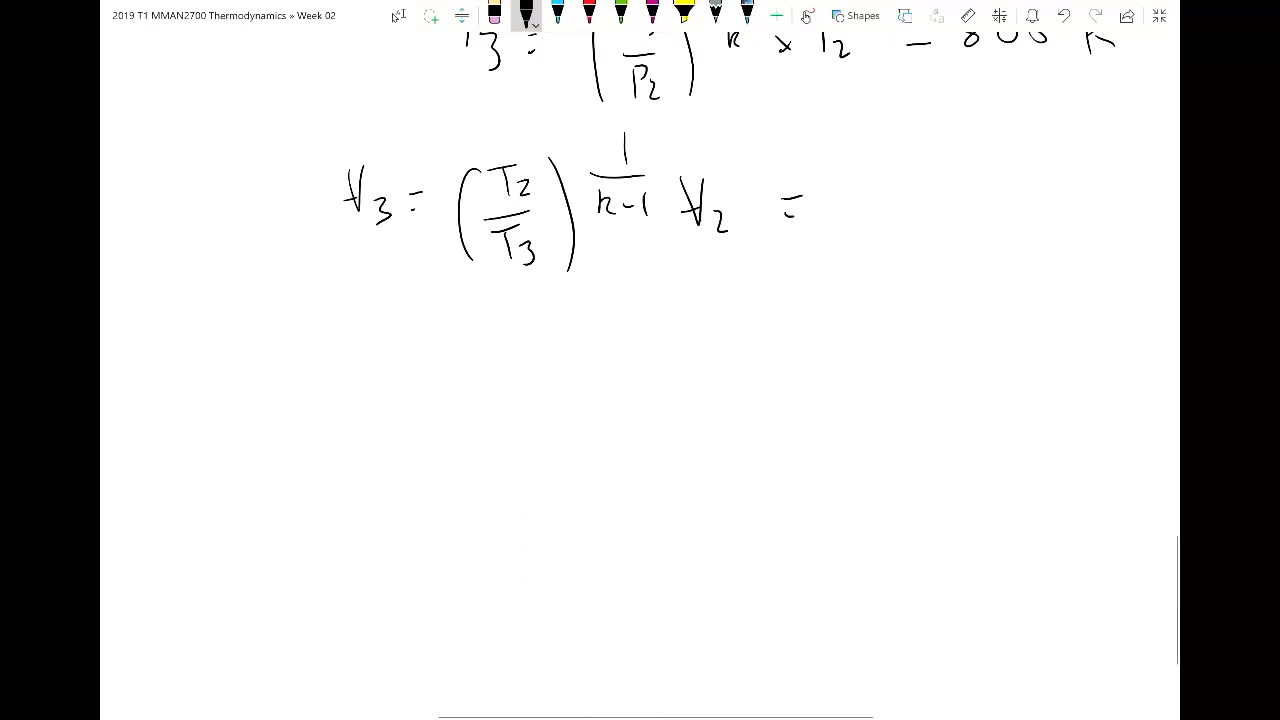 2019 T1 MMAN2700 Thermodynamics » Week 02
Shapes
T3 = ( / P2 ) k × T2 = 800 K
V3 = ( T2 / T3 ) ^ 1/(k-1) V2 =